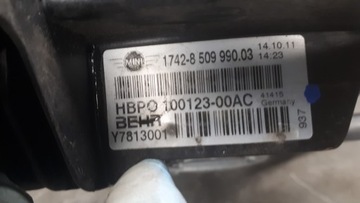 MINI
1742-8 509 990.03
14.10.11
14:23
HBPO 100123-00AC
41415
Germany
BEHR
Y7813001
937